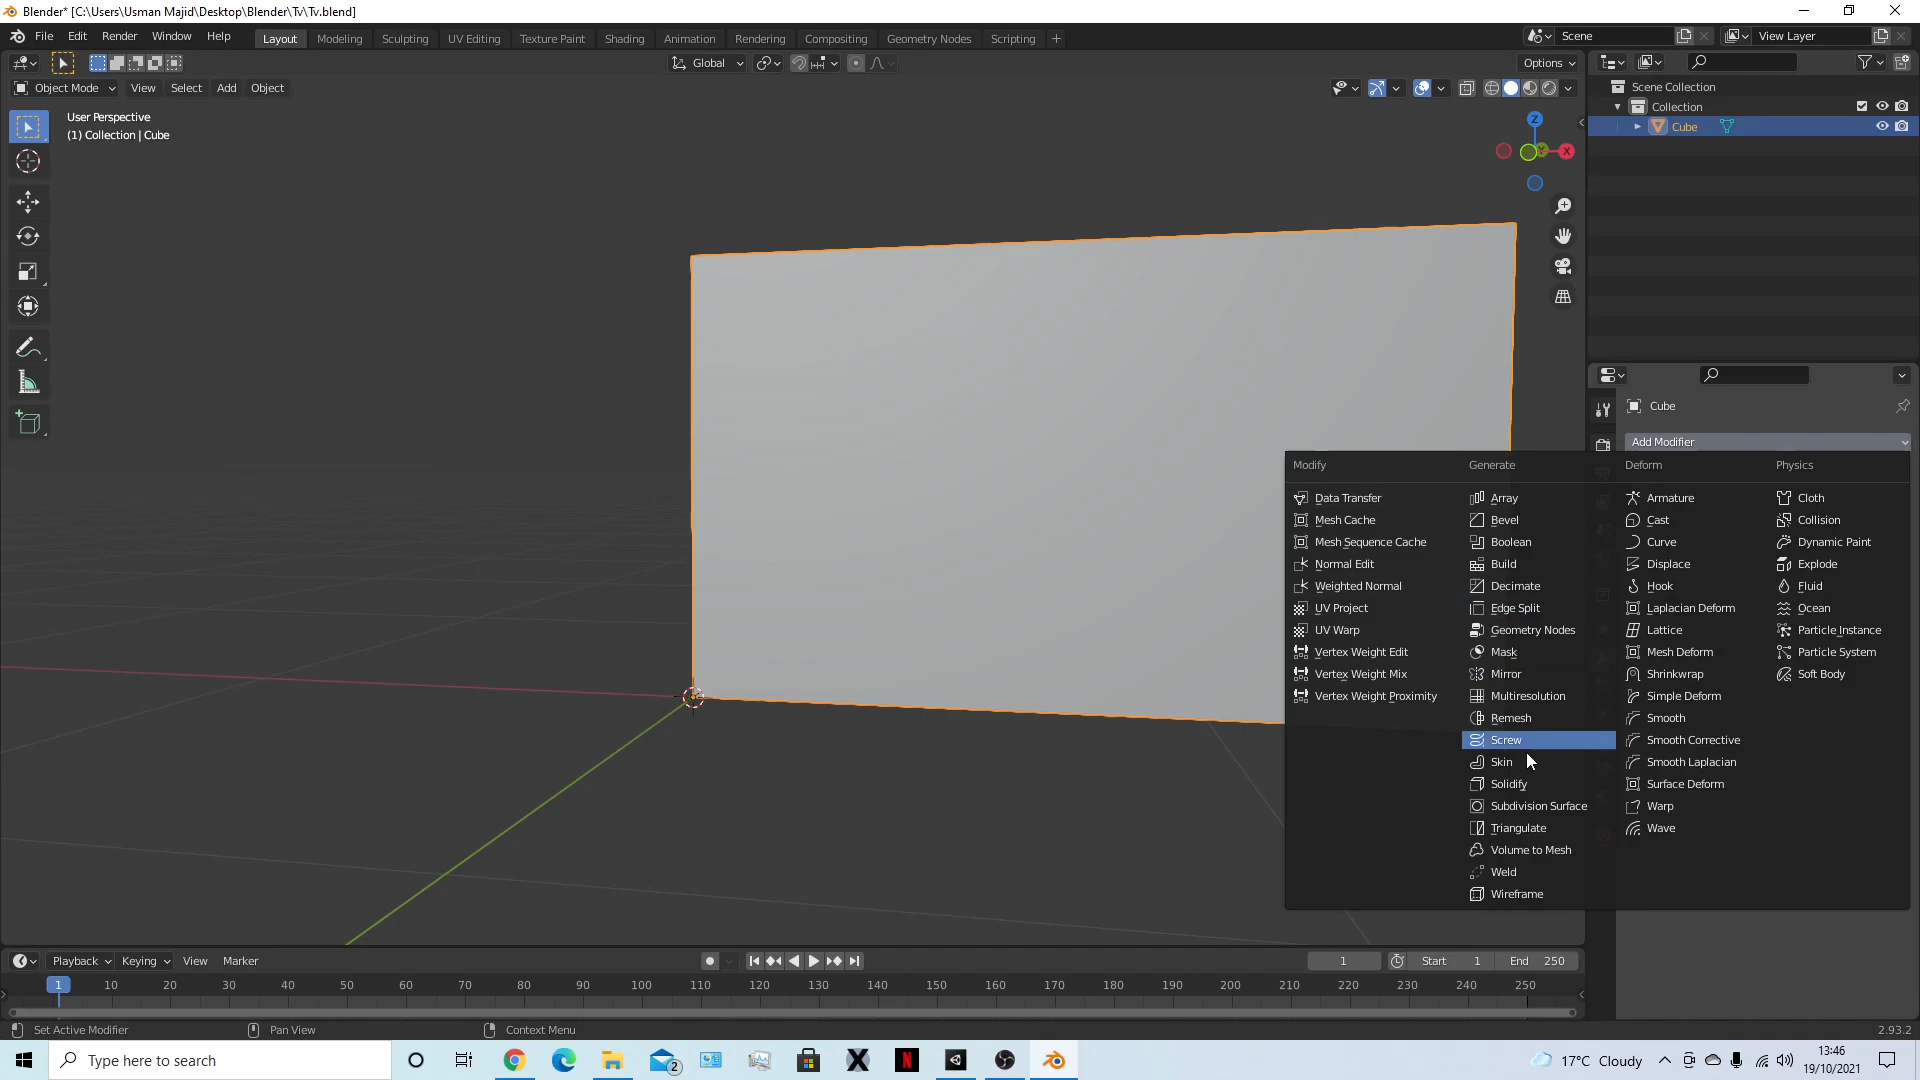 Blender* [C:\Users\Usman Majid\Desktop\Blender\Tv\Tv.blend]
File Edit Render Window Help Layout Modeling Sculpting UV Editing Texture Paint Shading Animation Rendering Compositing Geometry Nodes Scripting + Scene View Layer
Global Options
Object Mode View Select Add Object
User Perspective
(1) Collection | Cube
Z
Y
X
Scene Collection
Collection
Cube
Cube
Add Modifier
Modify Generate Deform Physics
Data Transfer Array Armature Cloth
Mesh Cache Bevel Cast Collision
Mesh Sequence Cache Boolean Curve Dynamic Paint
Normal Edit Build Displace Explode
Weighted Normal Decimate Hook Fluid
UV Project Edge Split Laplacian Deform Ocean
UV Warp Geometry Nodes Lattice Particle Instance
Vertex Weight Edit Mask Mesh Deform Particle System
Vertex Weight Mix Mirror Shrinkwrap Soft Body
Vertex Weight Proximity Multiresolution Simple Deform
Remesh Smooth
Screw Smooth Corrective
Skin Smooth Laplacian
Solidify Surface Deform
Subdivision Surface Warp
Triangulate Wave
Volume to Mesh
Weld
Wireframe
Playback Keying View Marker 1 Start 1 End 250
1 10 20 30 40 50 60 70 80 90 100 110 120 130 140 150 160 170 180 190 200 210 220 230 240 250
Set Active Modifier Pan View Context Menu 2.93.2
Type here to search 2 17°C Cloudy 13:46
19/10/2021